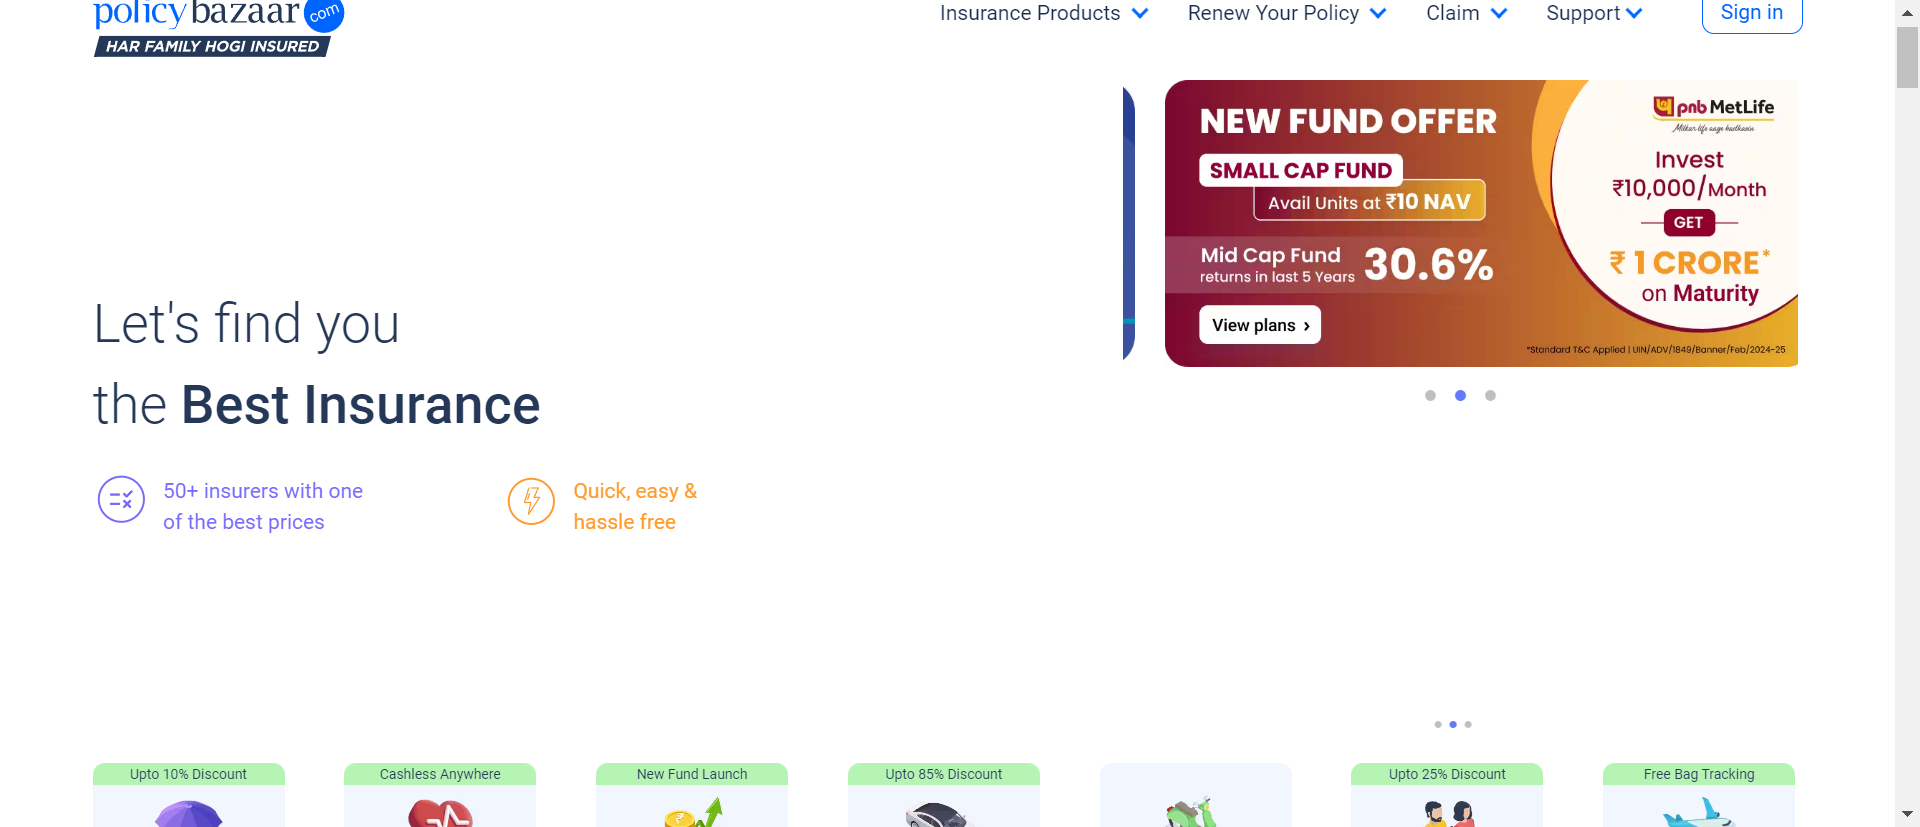 policybazaar.com
HAR FAMILY HOGI INSURED
Insurance Products
Renew Your Policy
Claim
Support
Sign in
NEW FUND OFFER
SMALL CAP FUND
Avail Units at ₹10 NAV
Mid Cap Fund
returns in last 5 Years
30.6%
View plans ›
pnb MetLife
Milkar life aage badhaein
Invest
₹10,000/Month
GET
₹ 1 CRORE*
on Maturity
*Standard T&C Applied | UIN/ADV/1849/Banner/Feb/2024-25
Let's find you
the Best Insurance
50+ insurers with one
of the best prices
Quick, easy &
hassle free
Upto 10% Discount
Cashless Anywhere
New Fund Launch
Upto 85% Discount
Upto 25% Discount
Free Bag Tracking